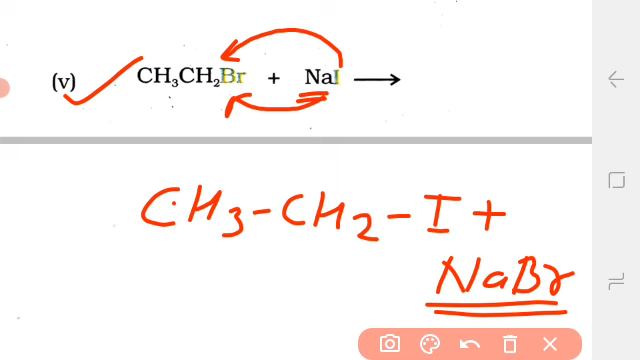 (v) CH₃CH₂Br + NaI ⟶
CH₃-CH₂-I+
NaBr